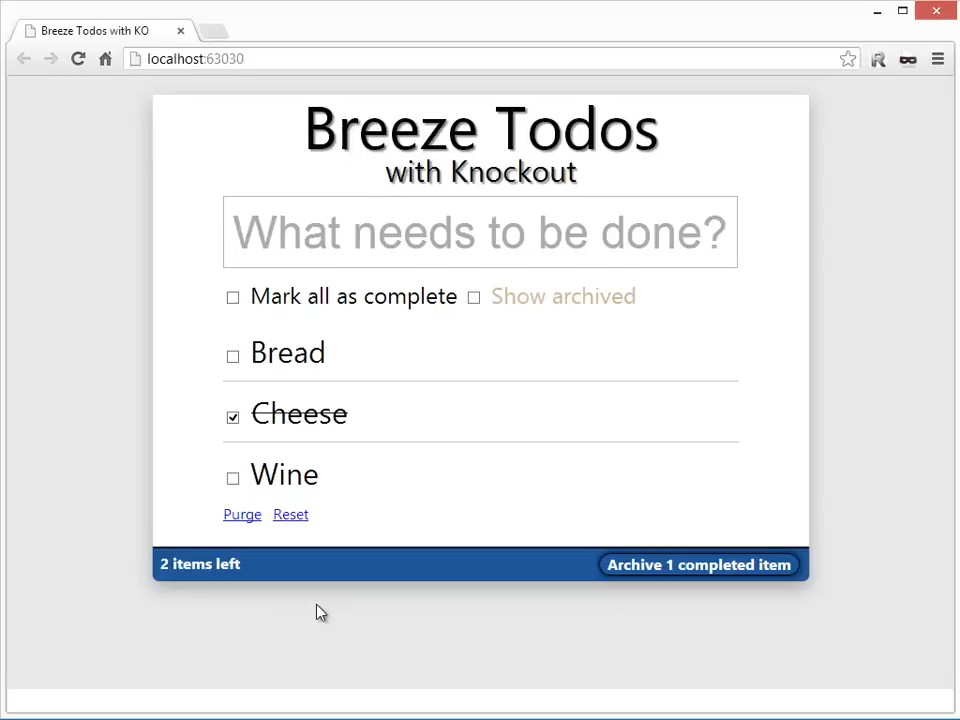 Breeze Todos with KO
localhost:63030
Breeze Todos
with Knockout
What needs to be done?
Mark all as complete Show archived
Bread
Cheese
Wine
Purge Reset
2 items left Archive 1 completed item